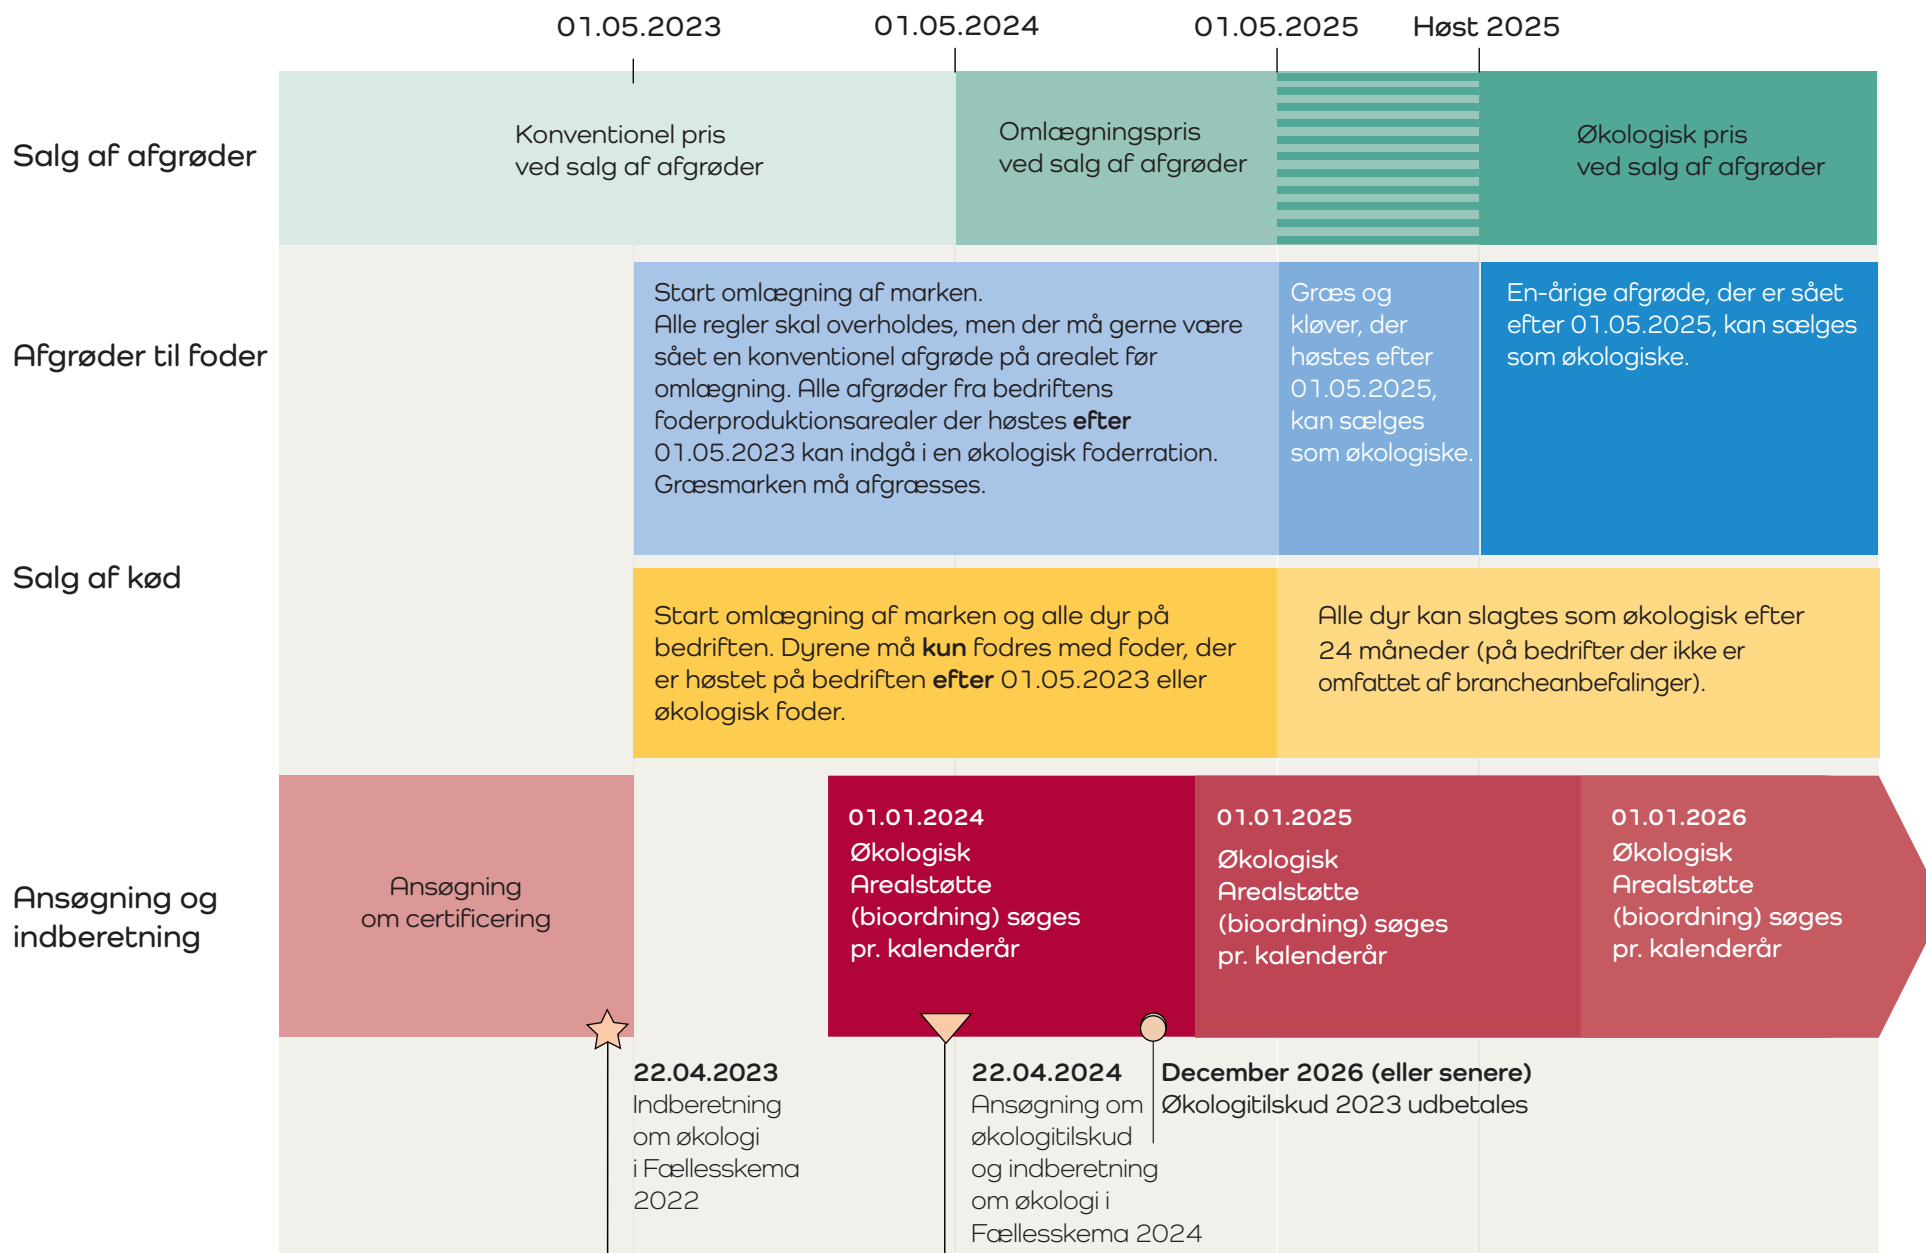 01.05.2023
01.05.2024
01.05.2025
Høst 2025
Salg af afgrøder
Konventionel pris
ved salg af afgrøder
Omlægningspris
ved salg af afgrøder
Økologisk pris
ved salg af afgrøder
Afgrøder til foder
Start omlægning af marken.
Alle regler skal overholdes, men der må gerne være
sået en konventionel afgrøde på arealet før
omlægning. Alle afgrøder fra bedriftens
foderproduktionsarealer der høstes efter
01.05.2023 kan indgå i en økologisk foderration.
Græsmarken må afgræsses.
Græs og
kløver, der
høstes efter
01.05.2025,
kan sælges
som økologiske.
En-årige afgrøde, der er sået
efter 01.05.2025, kan sælges
som økologiske.
Salg af kød
Start omlægning af marken og alle dyr på
bedriften. Dyrene må kun fodres med foder, der
er høstet på bedriften efter 01.05.2023 eller
økologisk foder.
Alle dyr kan slagtes som økologisk efter
24 måneder (på bedrifter der ikke er
omfattet af brancheanbefalinger).
Ansøgning og
indberetning
Ansøgning
om certificering
01.01.2024
Økologisk
Arealstøtte
(bioordning) søges
pr. kalenderår
01.01.2025
Økologisk
Arealstøtte
(bioordning) søges
pr. kalenderår
01.01.2026
Økologisk
Arealstøtte
(bioordning) søges
pr. kalenderår
22.04.2023
Indberetning
om økologi
i Fællesskema
2022
22.04.2024
Ansøgning om
økologitilskud
og indberetning
om økologi i
Fællesskema 2024
December 2026 (eller senere)
Økologitilskud 2023 udbetales